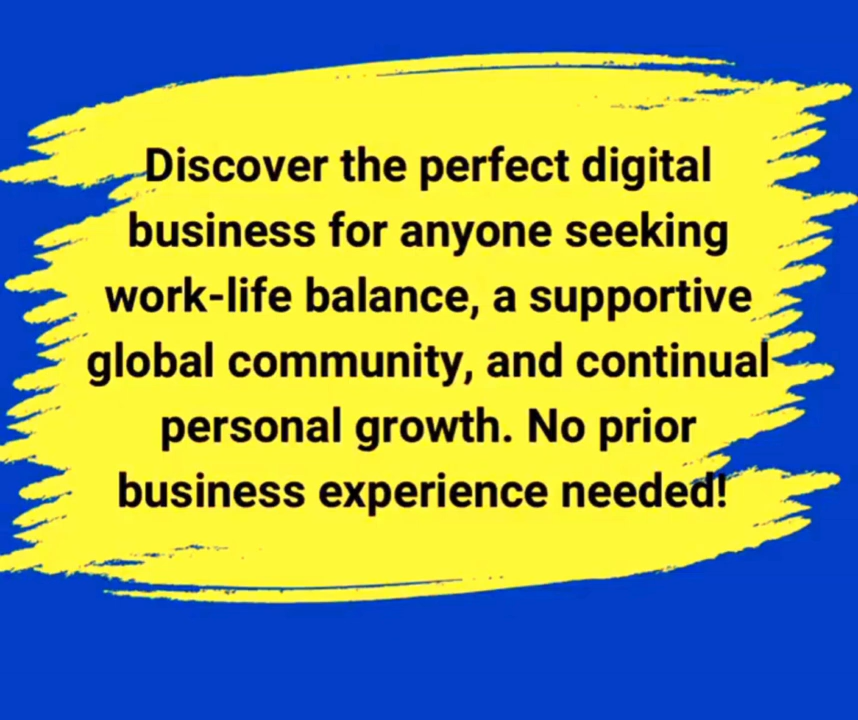 Discover the perfect digital
business for anyone seeking
work-life balance, a supportive
global community, and continual
personal growth. No prior
business experience needed!